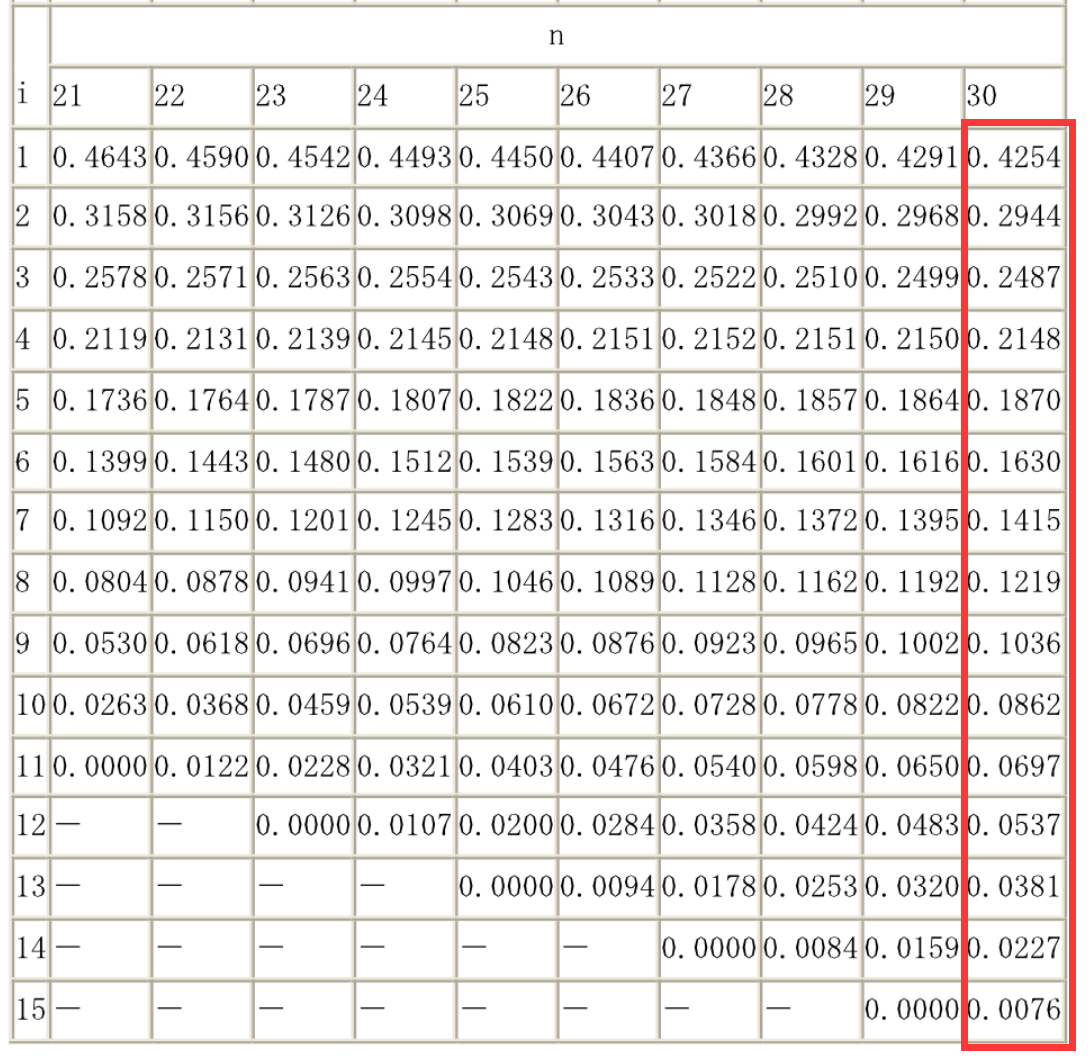 n
i 21 22 23 24 25 26 27 28 29 30
1 0.4643 0.4590 0.4542 0.4493 0.4450 0.4407 0.4366 0.4328 0.4291 0.4254
2 0.3158 0.3156 0.3126 0.3098 0.3069 0.3043 0.3018 0.2992 0.2968 0.2944
3 0.2578 0.2571 0.2563 0.2554 0.2543 0.2533 0.2522 0.2510 0.2499 0.2487
4 0.2119 0.2131 0.2139 0.2145 0.2148 0.2151 0.2152 0.2151 0.2150 0.2148
5 0.1736 0.1764 0.1787 0.1807 0.1822 0.1836 0.1848 0.1857 0.1864 0.1870
6 0.1399 0.1443 0.1480 0.1512 0.1539 0.1563 0.1584 0.1601 0.1616 0.1630
7 0.1092 0.1150 0.1201 0.1245 0.1283 0.1316 0.1346 0.1372 0.1395 0.1415
8 0.0804 0.0878 0.0941 0.0997 0.1046 0.1089 0.1128 0.1162 0.1192 0.1219
9 0.0530 0.0618 0.0696 0.0764 0.0823 0.0876 0.0923 0.0965 0.1002 0.1036
10 0.0263 0.0368 0.0459 0.0539 0.0610 0.0672 0.0728 0.0778 0.0822 0.0862
11 0.0000 0.0122 0.0228 0.0321 0.0403 0.0476 0.0540 0.0598 0.0650 0.0697
12 — — 0.0000 0.0107 0.0200 0.0284 0.0358 0.0424 0.0483 0.0537
13 — — — — 0.0000 0.0094 0.0178 0.0253 0.0320 0.0381
14 — — — — — — 0.0000 0.0084 0.0159 0.0227
15 — — — — — — — — 0.0000 0.0076